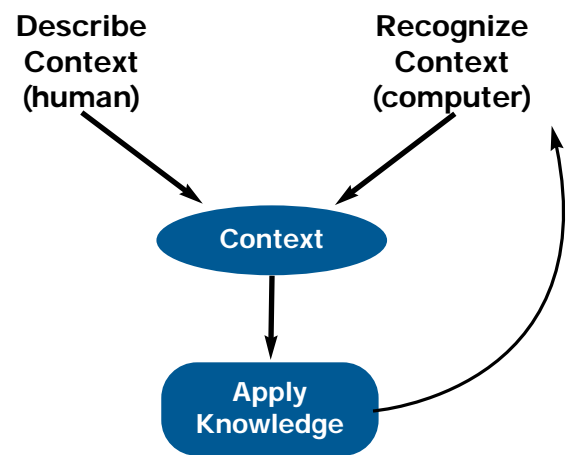 Describe
Context
(human)
Recognize
Context
(computer)
Context
Apply
Knowledge